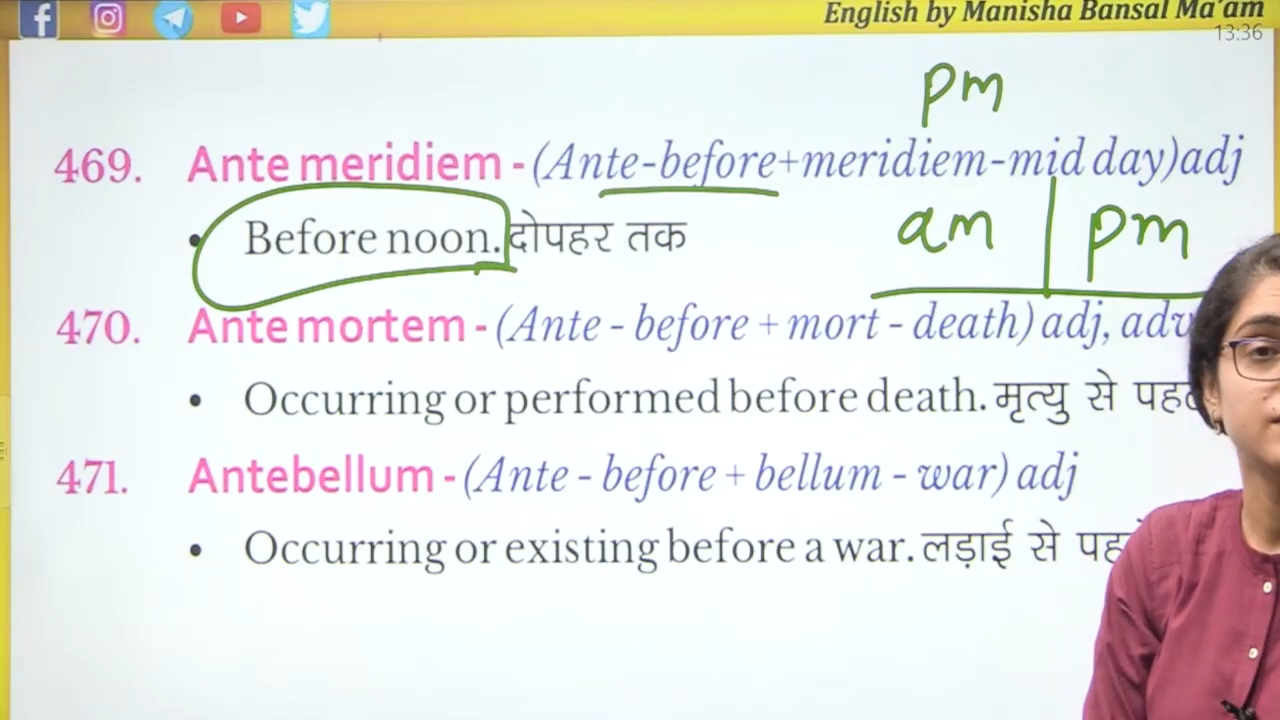 English by Manisha Bansal Ma'am
13:36
pm
469. Ante meridiem - (Ante-before+meridiem-mid day)adj
• Before noon. दोपहर तक
am | pm
470. Ante mortem - (Ante - before + mort - death) adj, adv
• Occurring or performed before death. मृत्यु से
471. Antebellum - (Ante - before + bellum - war) adj
• Occurring or existing before a war. लड़ाई से